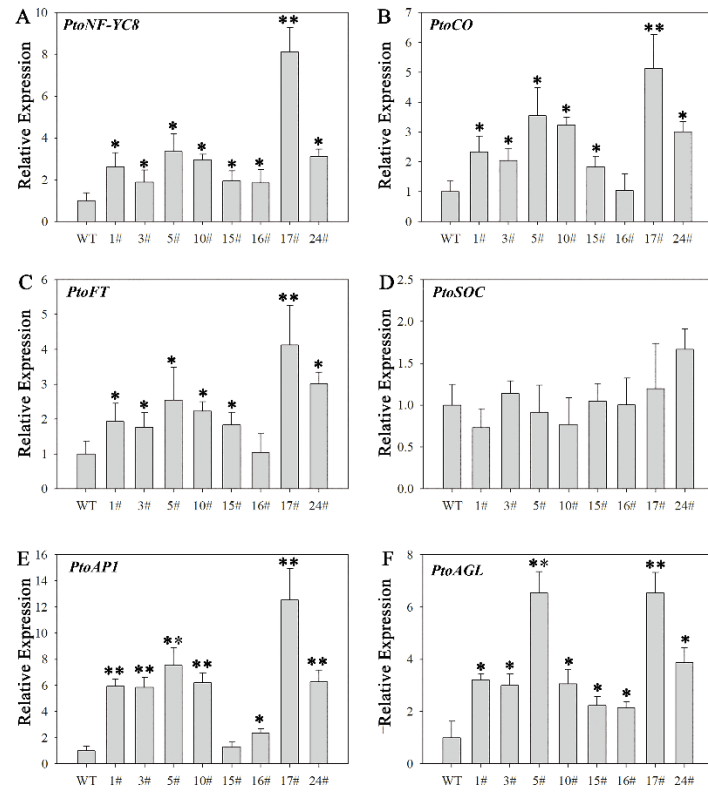 A
PtoNF-YC8
Relative Expression
10
8
6
4
2
0
**
* * * * * * *
WT 1# 3# 5# 10# 15# 16# 17# 24#
B
PtoCO
Relative Expression
7
6
5
4
3
2
1
0
**
* * * * * *
WT 1# 3# 5# 10# 15# 16# 17# 24#
C
PtoFT
Relative Expression
6
5
4
3
2
1
0
**
* * * * * *
WT 1# 3# 5# 10# 15# 16# 17# 24#
D
PtoSOC
Relative Expression
2.5
2.0
1.5
1.0
0.5
0.0
WT 1# 3# 5# 10# 15# 16# 17# 24#
E
PtoAP1
Relative Expression
16
14
12
10
8
6
4
2
0
** ** ** ** * ** **
WT 1# 3# 5# 10# 15# 16# 17# 24#
F
PtoAGL
Relative Expression
8
6
4
2
0
* * ** * * * ** *
WT 1# 3# 5# 10# 15# 16# 17# 24#